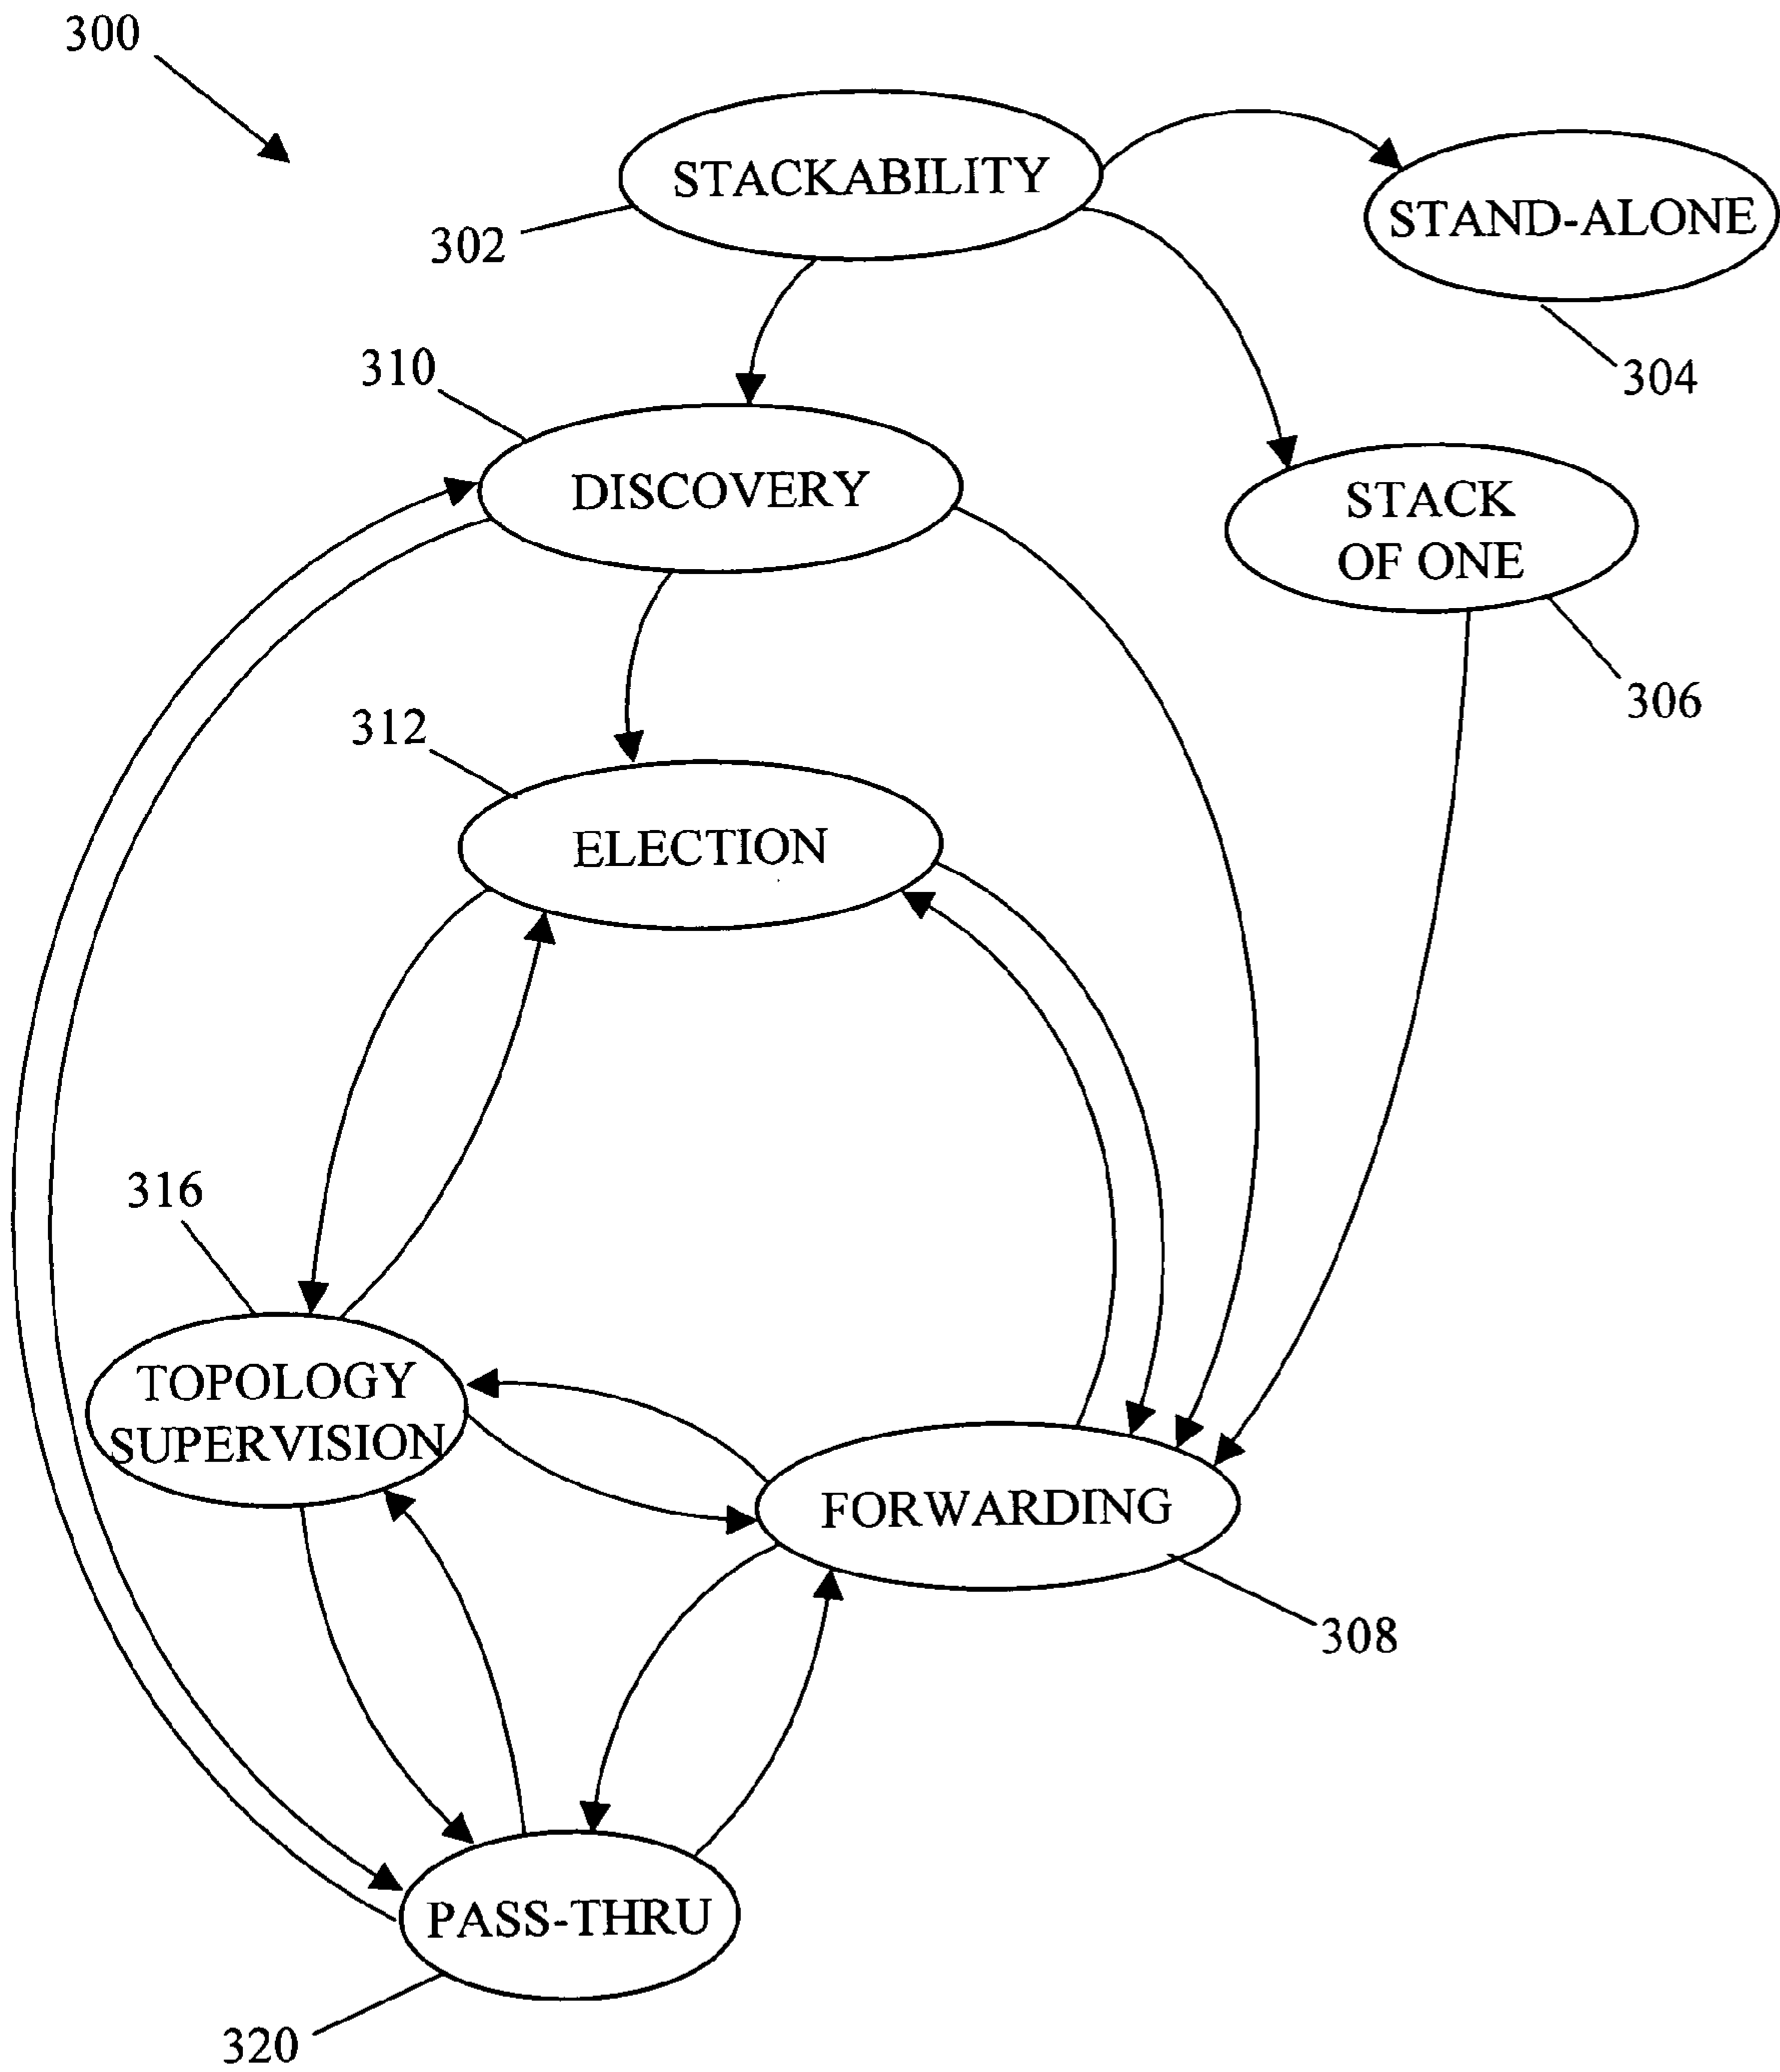 300
STACKABILITY
302
STAND-ALONE
304
310
DISCOVERY
STACK
OF ONE
306
312
ELECTION
316
TOPOLOGY
SUPERVISION
FORWARDING
308
PASS-THRU
320